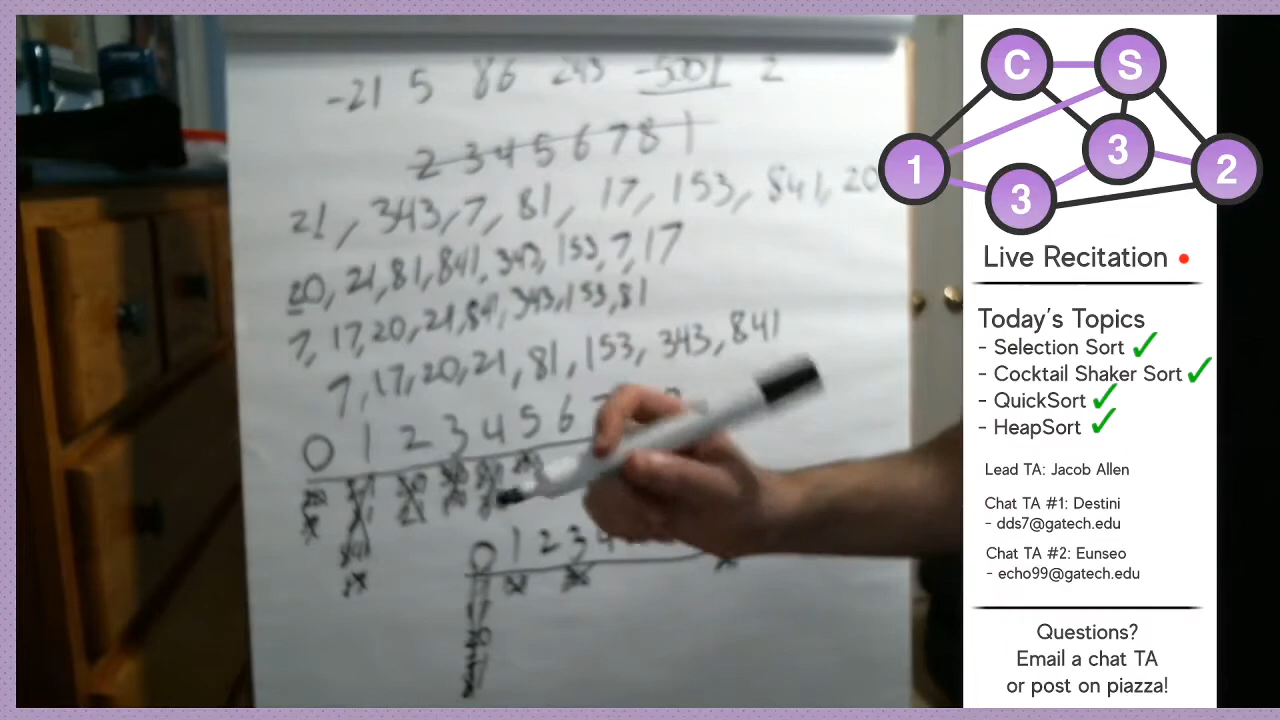 -21 5 86 243 -5001 2
2 3 4 5 6 7 8 1
21, 343, 7, 81, 17, 153, 841, 20
20, 21, 81, 841, 343, 153, 7, 17
7, 17, 20, 21, 841, 343, 153, 81
7, 17, 20, 21, 81, 153, 343, 841
0 1 2 3 4 5 6
0 1 2 3 4
C S
1 3 3 2
Live Recitation
Today's Topics
- Selection Sort ✓
- Cocktail Shaker Sort ✓
- QuickSort ✓
- HeapSort ✓
Lead TA: Jacob Allen
Chat TA #1: Destini
- dds7@gatech.edu
Chat TA #2: Eunseo
- echo99@gatech.edu
Questions?
Email a chat TA
or post on piazza!